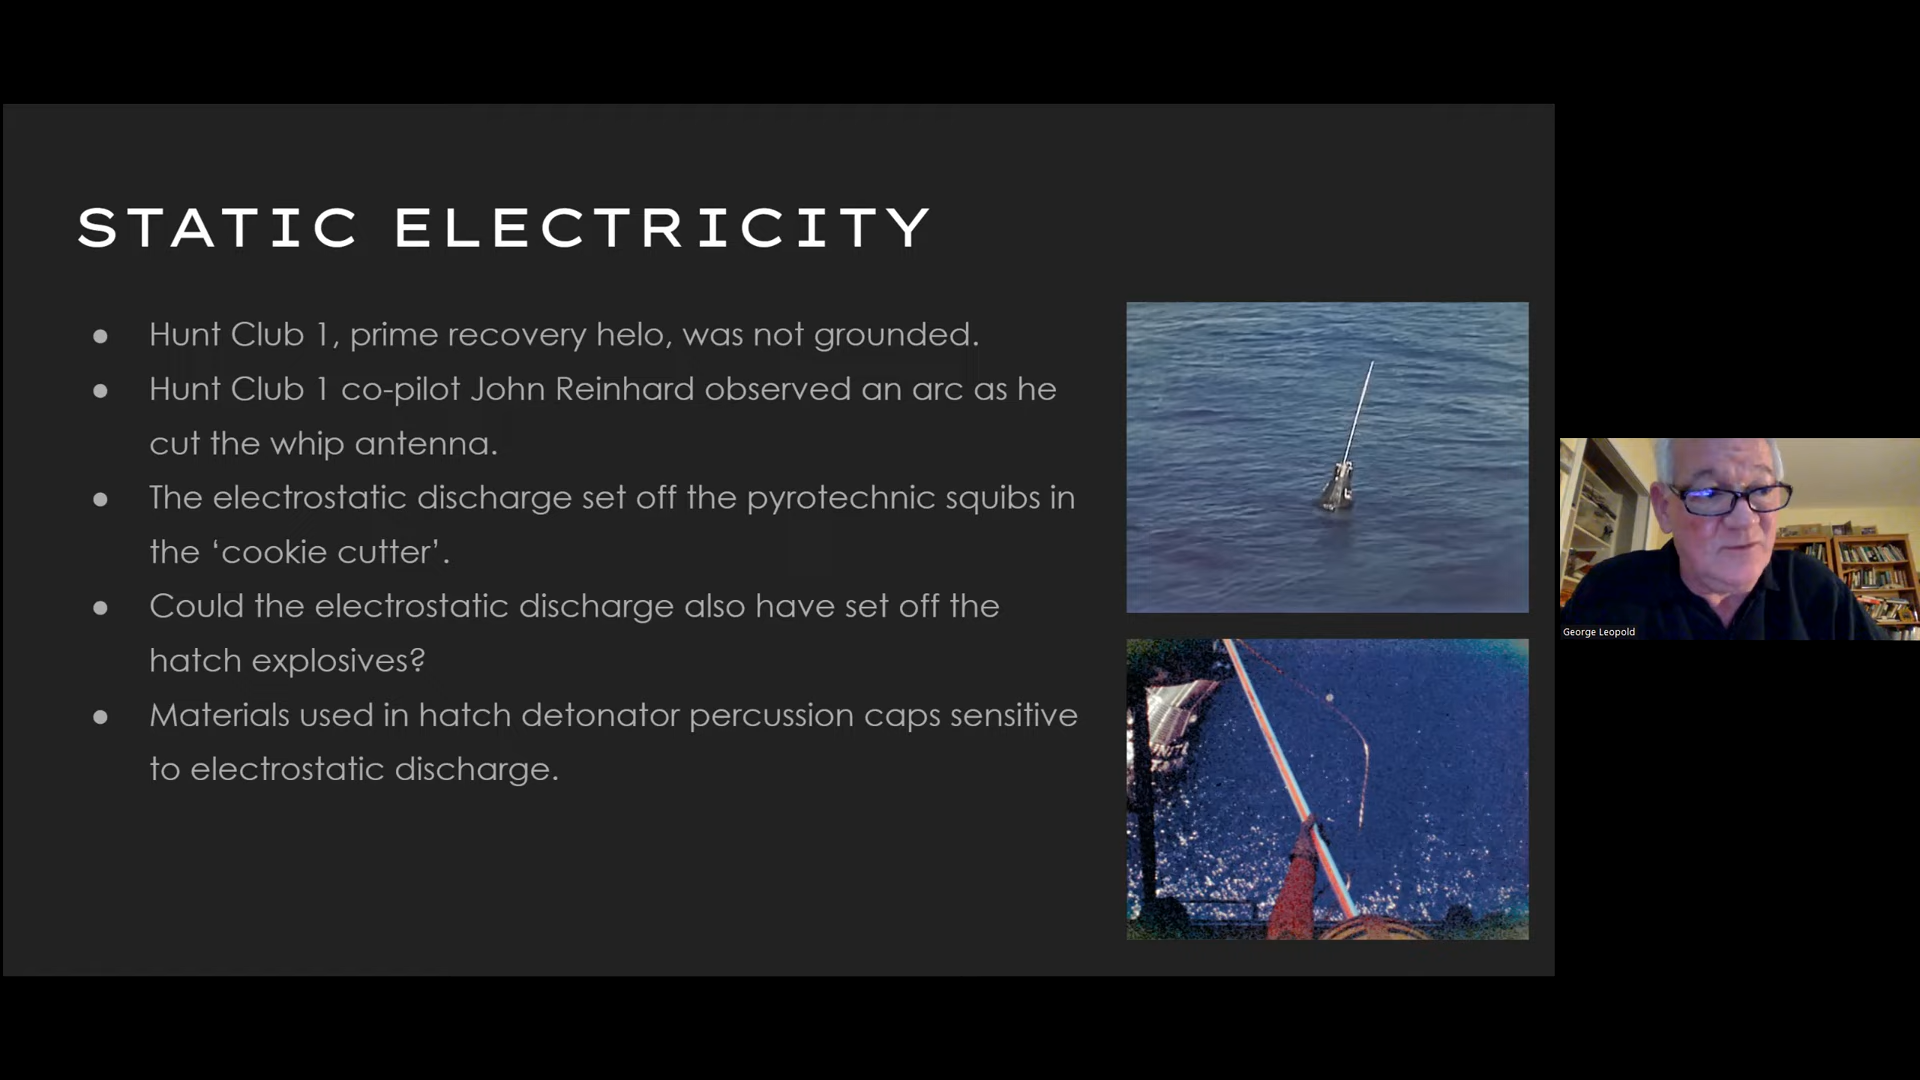 STATIC ELECTRICITY
● Hunt Club 1, prime recovery helo, was not grounded.
● Hunt Club 1 co-pilot John Reinhard observed an arc as he
cut the whip antenna.
● The electrostatic discharge set off the pyrotechnic squibs in
the ‘cookie cutter’.
● Could the electrostatic discharge also have set off the
hatch explosives?
● Materials used in hatch detonator percussion caps sensitive
to electrostatic discharge.
George Leopold